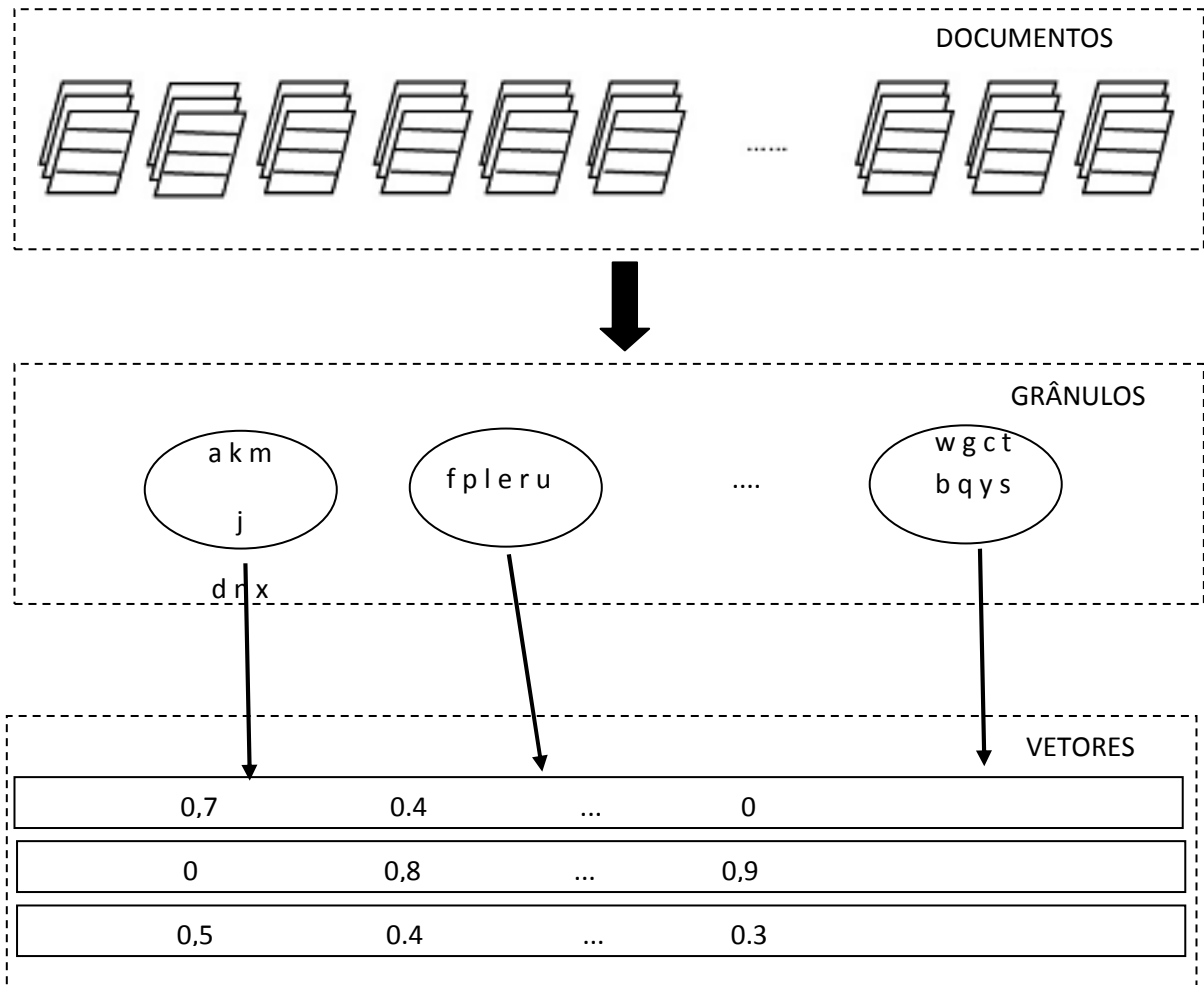 DOCUMENTOS
......
GRÂNULOS
a k m
j
d n x
f p l e r u
....
w g c t
b q y s
VETORES
0,7 0.4 ... 0
0 0,8 ... 0,9
0,5 0.4 ... 0.3